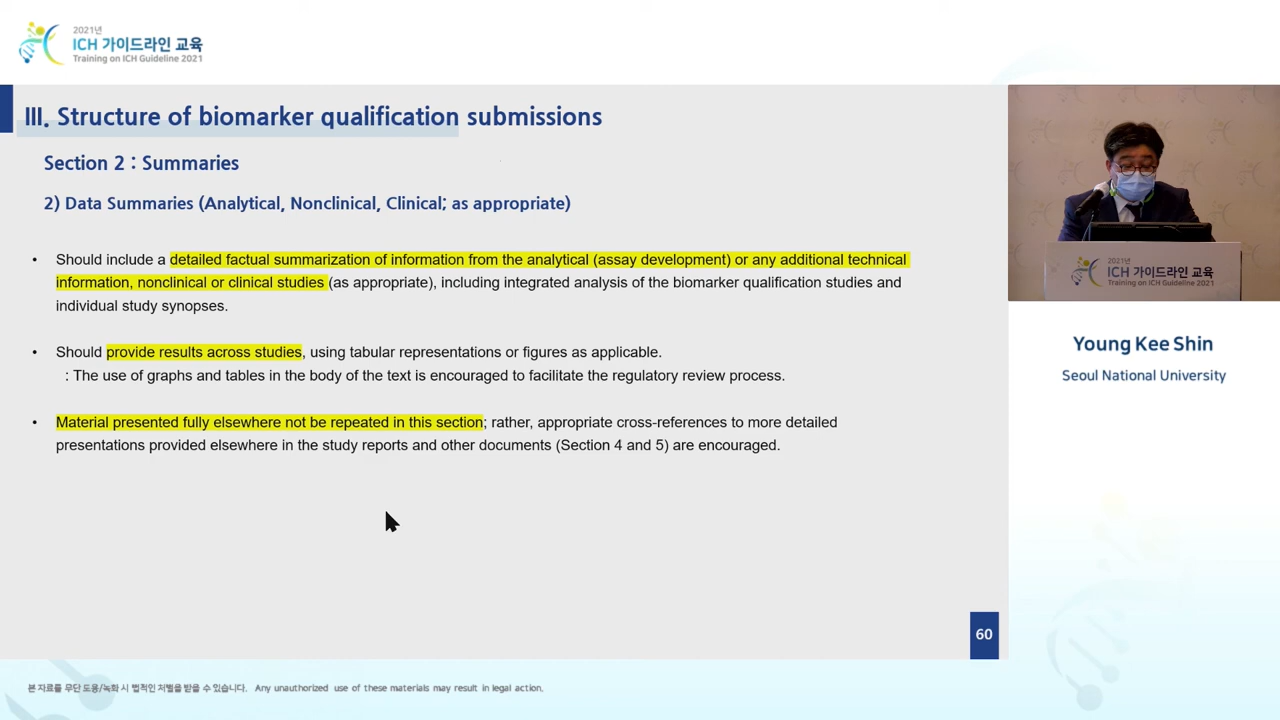 2021년
ICH 가이드라인 교육
Training on ICH Guideline 2021
III. Structure of biomarker qualification submissions
Section 2 : Summaries
2) Data Summaries (Analytical, Nonclinical, Clinical; as appropriate)
• Should include a detailed factual summarization of information from the analytical (assay development) or any additional technical
information, nonclinical or clinical studies (as appropriate), including integrated analysis of the biomarker qualification studies and
individual study synopses.
• Should provide results across studies, using tabular representations or figures as applicable.
: The use of graphs and tables in the body of the text is encouraged to facilitate the regulatory review process.
• Material presented fully elsewhere not be repeated in this section; rather, appropriate cross-references to more detailed
presentations provided elsewhere in the study reports and other documents (Section 4 and 5) are encouraged.
60
2021년
ICH 가이드라인 교육
Training on ICH Guideline 2021
Young Kee Shin
Seoul National University
본 자료를 무단 도용/녹화 시 법적인 처벌을 받을 수 있습니다. Any unauthorized use of these materials may result in legal action.